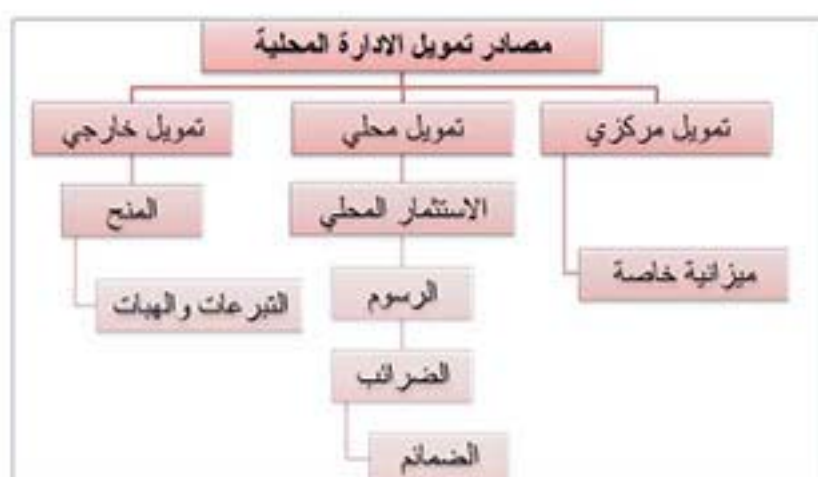 مصادر تمويل الادارة المحلية
تمويل مركزي
تمويل محلي
تمويل خارجي
ميزانية خاصة
الاستثمار المحلي
الرسوم
الضرائب
الضمائم
المنح
التبرعات والهبات